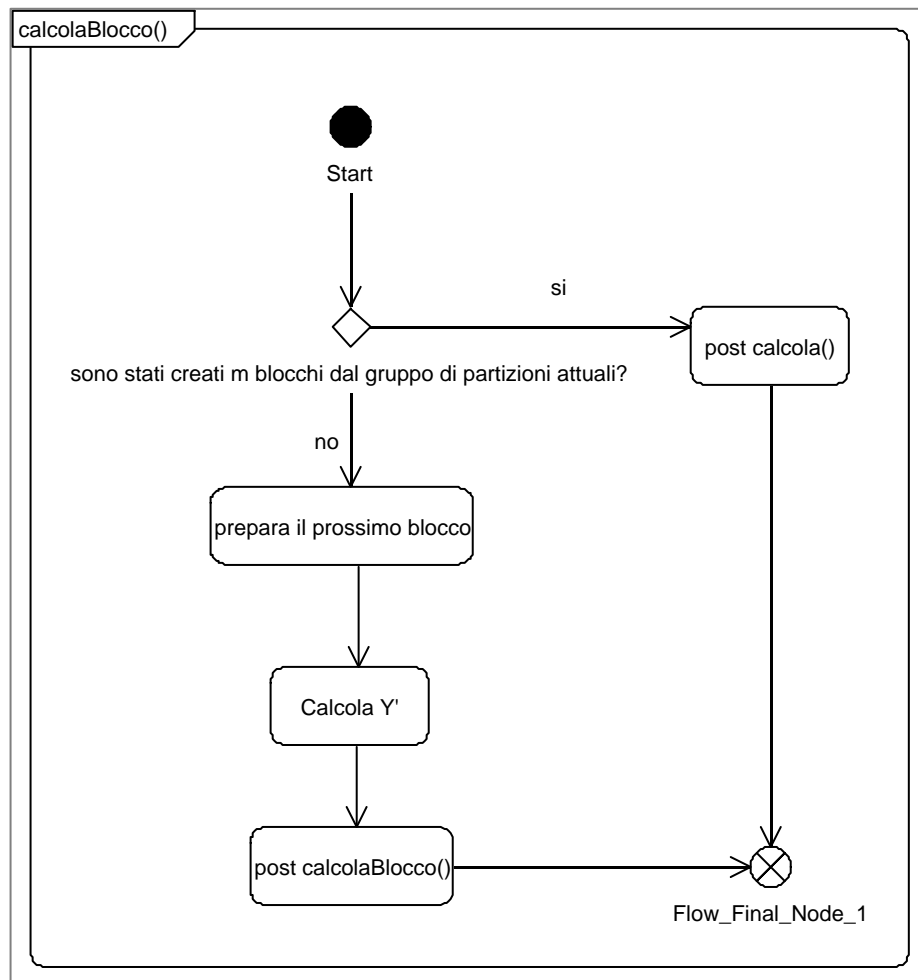 calcolaBlocco()
Start
si
post calcola()
sono stati creati m blocchi dal gruppo di partizioni attuali?
no
prepara il prossimo blocco
Calcola Y'
post calcolaBlocco()
Flow_Final_Node_1